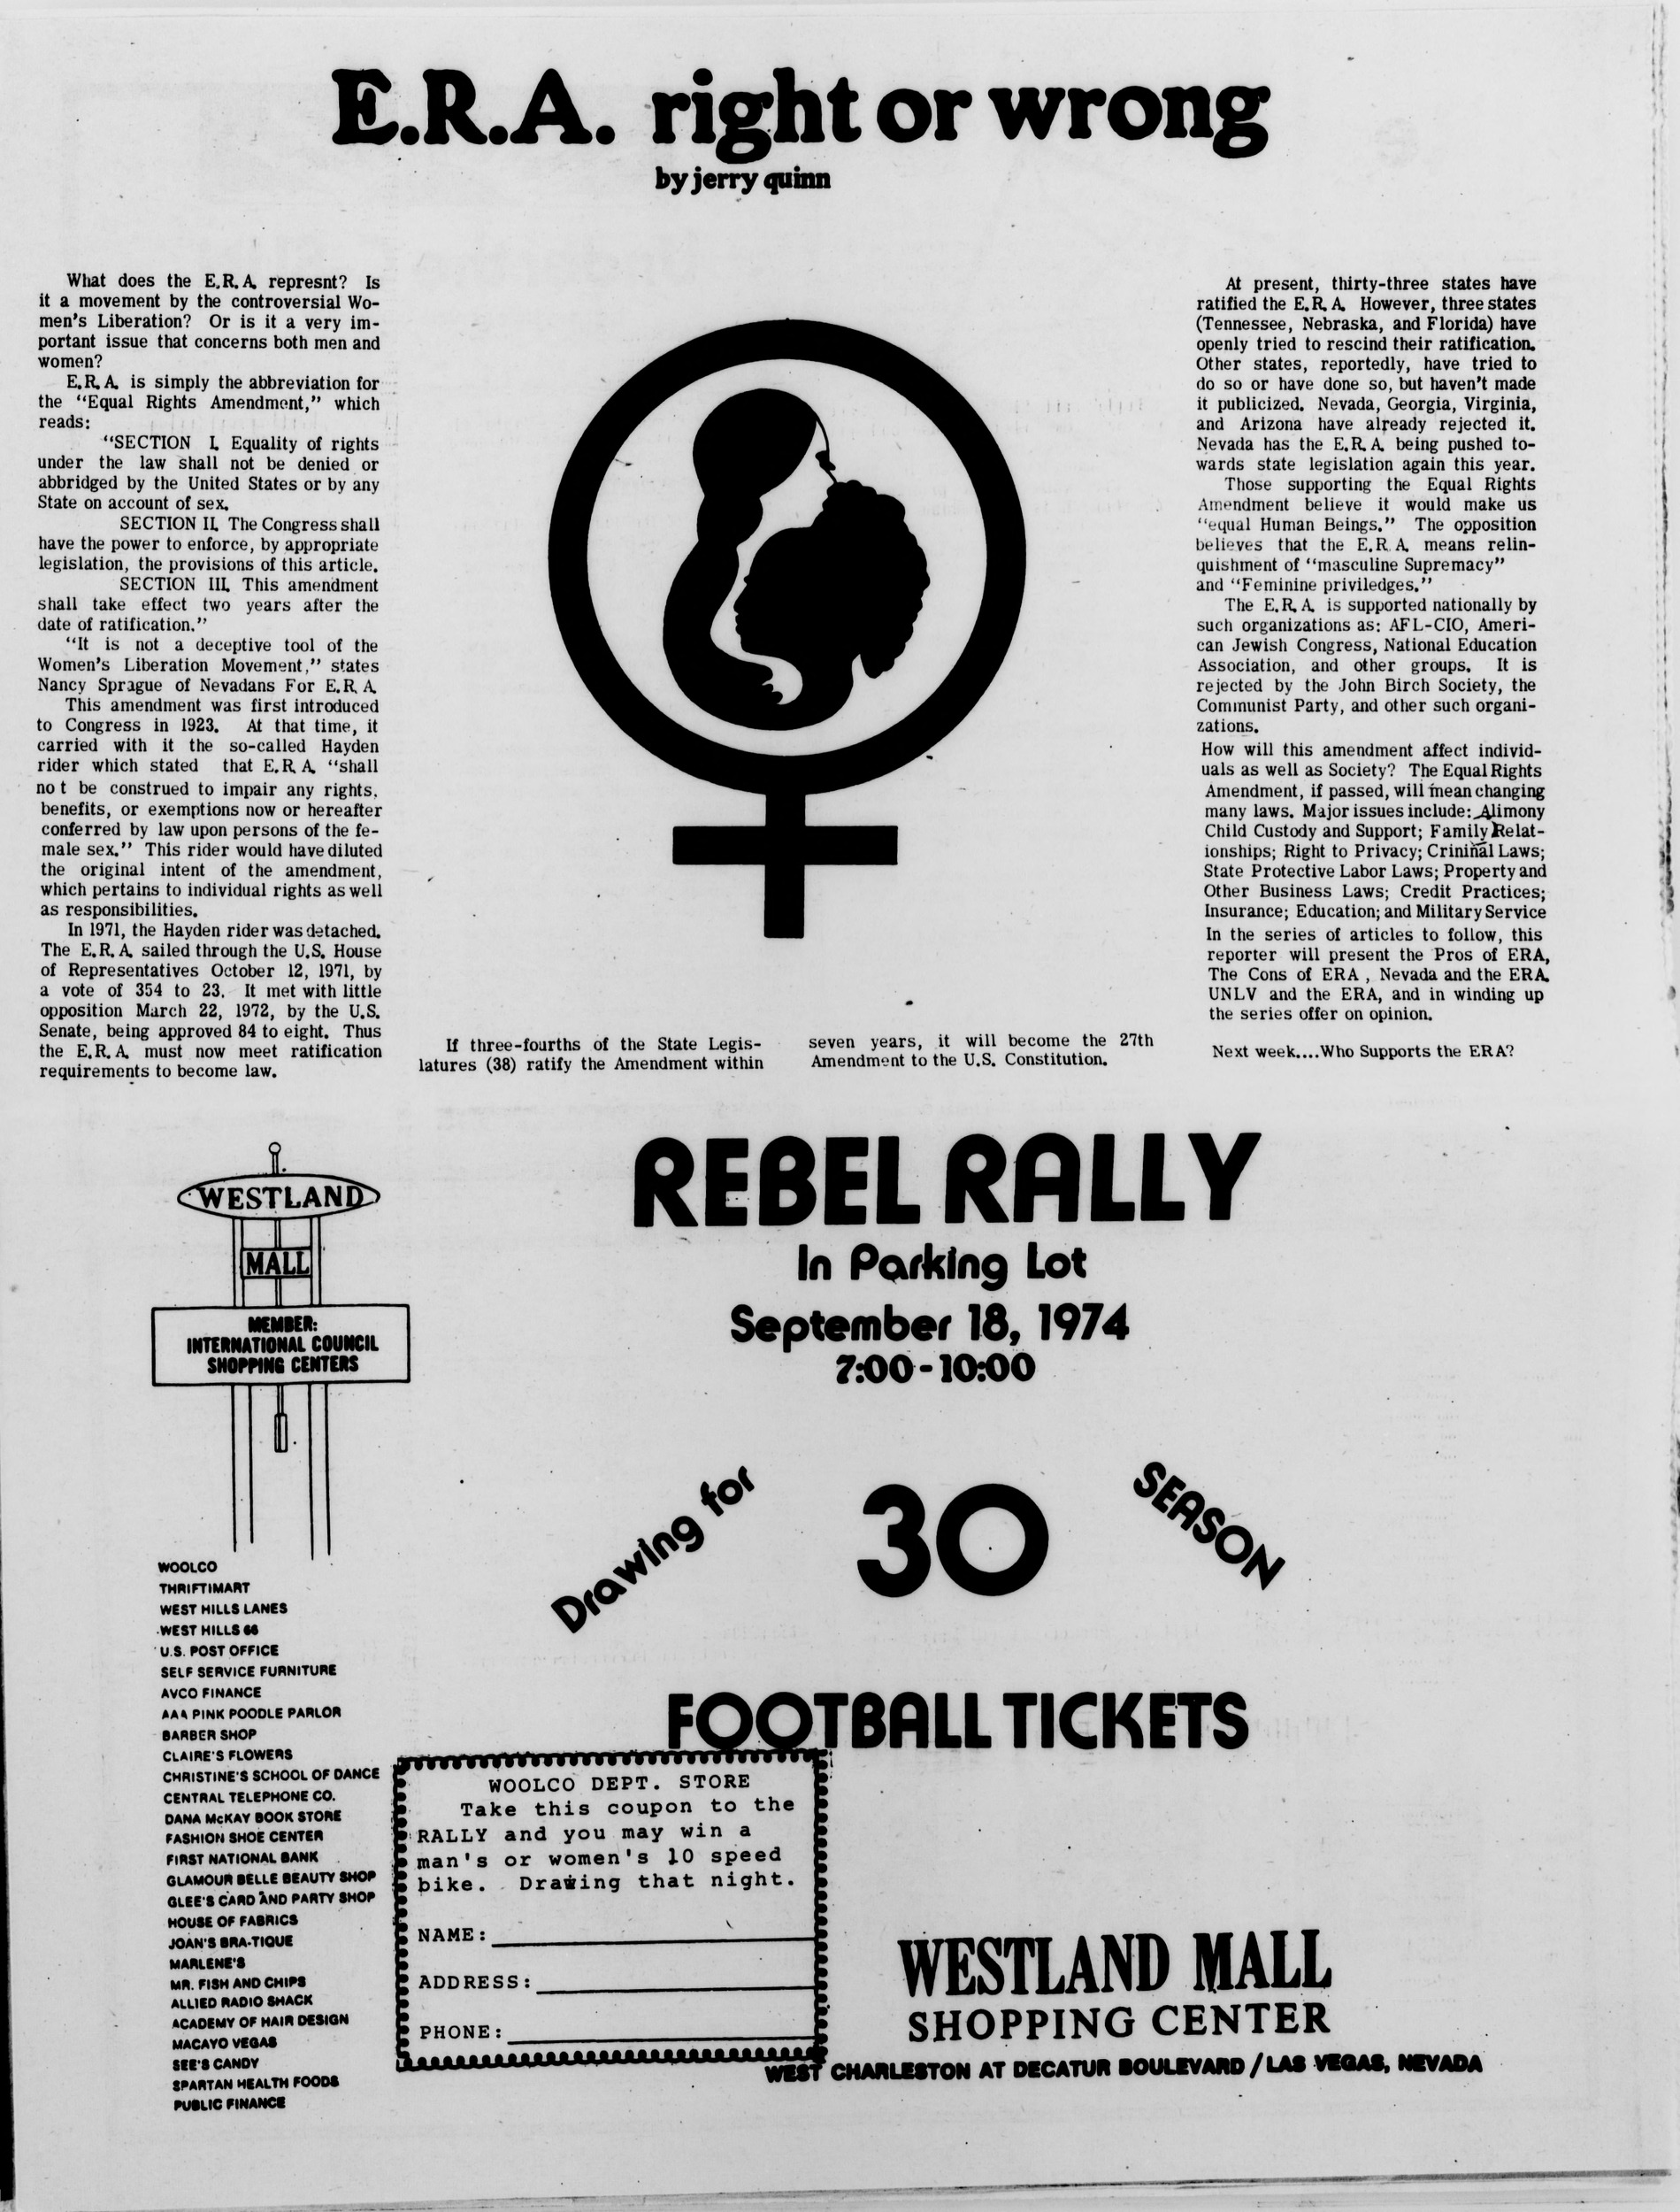 E.R.A. right or wrong
by jerry quinn
What does the E.R.A. represnt? Is
it a movement by the controversial Wo-
men's Liberation? Or is it a very im-
portant issue that concerns both men and
women?
E.R.A. is simply the abbreviation for
the "Equal Rights Amendment," which
reads:
"SECTION I. Equality of rights
under the law shall not be denied or
abbridged by the United States or by any
State on account of sex.
SECTION II. The Congress shall
have the power to enforce, by appropriate
legislation, the provisions of this article.
SECTION III. This amendment
shall take effect two years after the
date of ratification."
"It is not a deceptive tool of the
Women's Liberation Movement," states
Nancy Sprague of Nevadans For E.R.A.
This amendment was first introduced
to Congress in 1923. At that time, it
carried with it the so-called Hayden
rider which stated that E.R.A. "shall
not be construed to impair any rights,
benefits, or exemptions now or hereafter
conferred by law upon persons of the fe-
male sex." This rider would have diluted
the original intent of the amendment,
which pertains to individual rights as well
as responsibilities.
In 1971, the Hayden rider was detached.
The E.R.A. sailed through the U.S. House
of Representatives October 12, 1971, by
a vote of 354 to 23. It met with little
opposition March 22, 1972, by the U.S.
Senate, being approved 84 to eight. Thus
the E.R.A. must now meet ratification
requirements to become law.
If three-fourths of the State Legis-
latures (38) ratify the Amendment within
seven years, it will become the 27th
Amendment to the U.S. Constitution.
At present, thirty-three states have
ratified the E.R.A. However, three states
(Tennessee, Nebraska, and Florida) have
openly tried to rescind their ratification.
Other states, reportedly, have tried to
do so or have done so, but haven't made
it publicized. Nevada, Georgia, Virginia,
and Arizona have already rejected it.
Nevada has the E.R.A. being pushed to-
wards state legislation again this year.
Those supporting the Equal Rights
Amendment believe it would make us
"equal Human Beings." The opposition
believes that the E.R.A. means relin-
quishment of "masculine Supremacy"
and "Feminine priviledges."
The E.R.A. is supported nationally by
such organizations as: AFL-CIO, Ameri-
can Jewish Congress, National Education
Association, and other groups. It is
rejected by the John Birch Society, the
Communist Party, and other such organi-
zations.
How will this amendment affect individ-
uals as well as Society? The Equal Rights
Amendment, if passed, will mean changing
many laws. Major issues include: Alimony
Child Custody and Support; Family Relat-
ionships; Right to Privacy; Crininal Laws;
State Protective Labor Laws; Property and
Other Business Laws; Credit Practices;
Insurance; Education; and Military Service
In the series of articles to follow, this
reporter will present the Pros of ERA,
The Cons of ERA, Nevada and the ERA.
UNLV and the ERA, and in winding up
the series offer on opinion.
Next week....Who Supports the ERA?
WESTLAND
MALL
MEMBER:
INTERNATIONAL COUNCIL
SHOPPING CENTERS
WOOLCO
THRIFTIMART
WEST HILLS LANES
WEST HILLS 66
U.S. POST OFFICE
SELF SERVICE FURNITURE
AVCO FINANCE
AAA PINK POODLE PARLOR
BARBER SHOP
CLAIRE'S FLOWERS
CHRISTINE'S SCHOOL OF DANCE
CENTRAL TELEPHONE CO.
DANA McKAY BOOK STORE
FASHION SHOE CENTER
FIRST NATIONAL BANK
GLAMOUR BELLE BEAUTY SHOP
GLEE'S CARD AND PARTY SHOP
HOUSE OF FABRICS
JOAN'S BRA-TIQUE
MARLENE'S
MR. FISH AND CHIPS
ALLIED RADIO SHACK
ACADEMY OF HAIR DESIGN
MACAYO VEGAS
SEE'S CANDY
SPARTAN HEALTH FOODS
PUBLIC FINANCE
REBEL RALLY
In Parking Lot
September 18, 1974
7:00-10:00
Drawing for
30
SEASON
FOOTBALL TICKETS
WOOLCO DEPT. STORE
Take this coupon to the
RALLY and you may win a
man's or women's 10 speed
bike. Drawing that night.
NAME:
ADDRESS:
PHONE:
WESTLAND MALL
SHOPPING CENTER
WEST CHARLESTON AT DECATUR BOULEVARD / LAS VEGAS, NEVADA